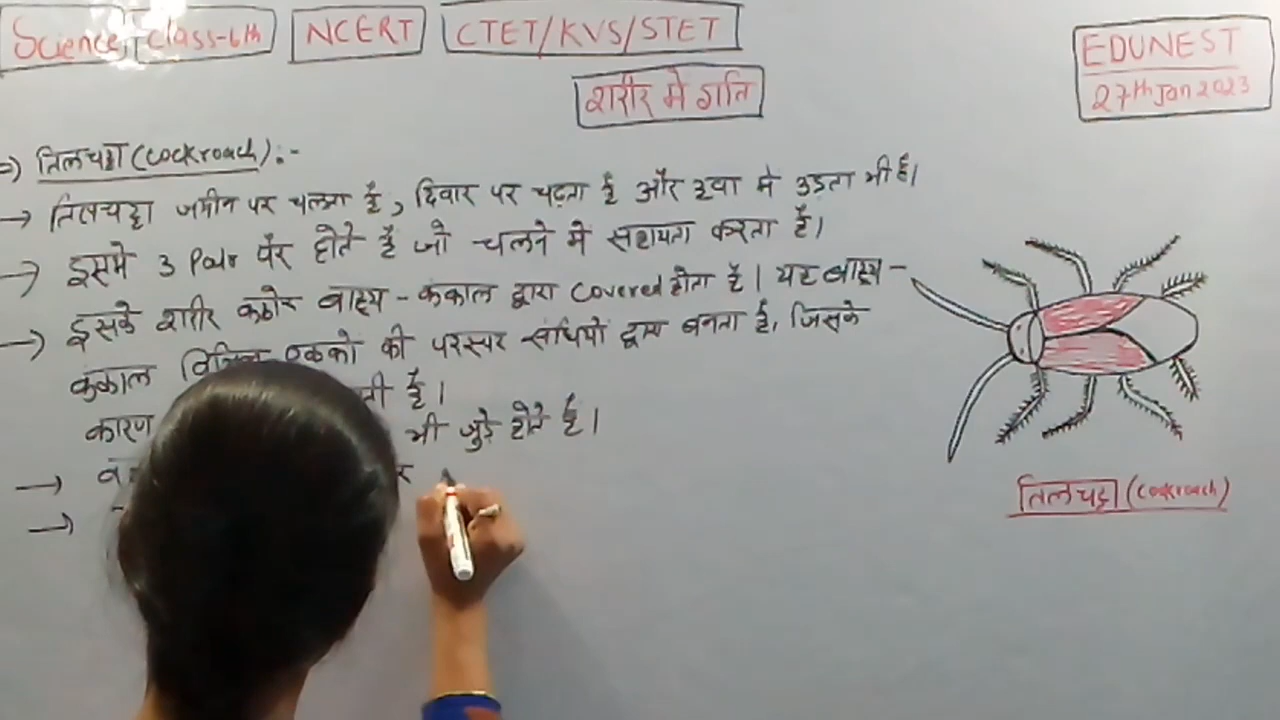 Science, Class-6th NCERT CTET/KVS/STET
EDUNEST
27th Jan 2023
शरीर मे गति
=) तिलचट्टा (Cockroach) :-
→ तिलचट्टा जमीन पर चलता है, दिवार पर चढ़ता है और हवा मे उड़ता भी है।
→ इसमे 3 Pair पैर होते है जो चलने मे सहायता करता है।
→ इसके शरीर कठोर बाह्य - कंकाल द्वारा Covered होता है। यह बाह्य -
कंकाल विभिन्न एककों की परस्पर संधियो द्वारा बनता है, जिसके
कारण ती है।
→ भी जुड़े होते है।
→
तिलचट्टा (Cockroach)